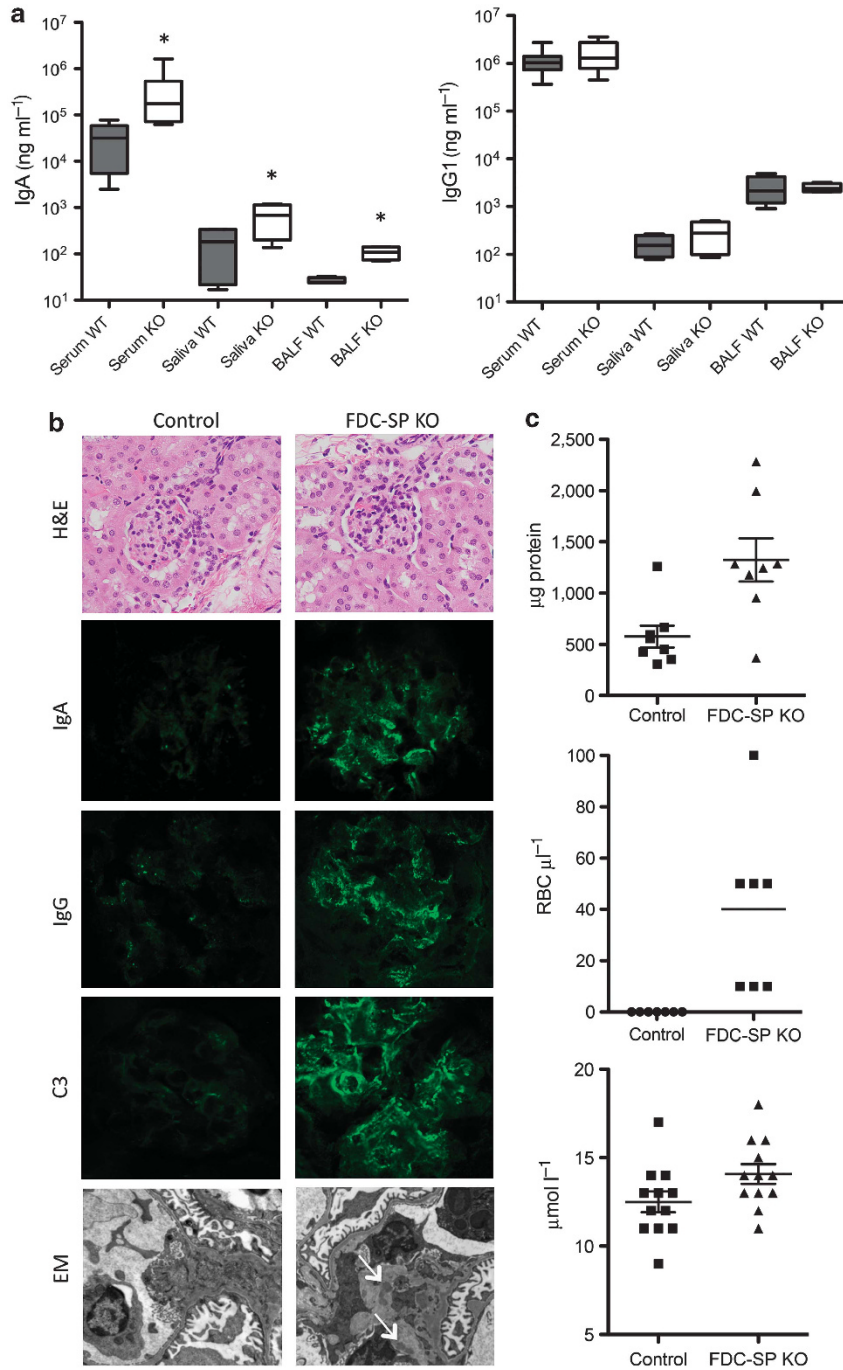 a
10⁷
10⁶
10⁵
10⁴
10³
10²
10¹
IgA (ng ml⁻¹)
*
*
*
Serum WT
Serum KO
Saliva WT
Saliva KO
BALF WT
BALF KO
10⁷
10⁶
10⁵
10⁴
10³
10²
10¹
IgG1 (ng ml⁻¹)
Serum WT
Serum KO
Saliva WT
Saliva KO
BALF WT
BALF KO
b
Control
FDC-SP KO
H&E
IgA
IgG
C3
EM
c
2,500
2,000
1,500
1,000
500
0
µg protein
Control
FDC-SP KO
100
80
60
40
20
0
RBC µl⁻¹
Control
FDC-SP KO
20
15
10
5
µmol l⁻¹
Control
FDC-SP KO